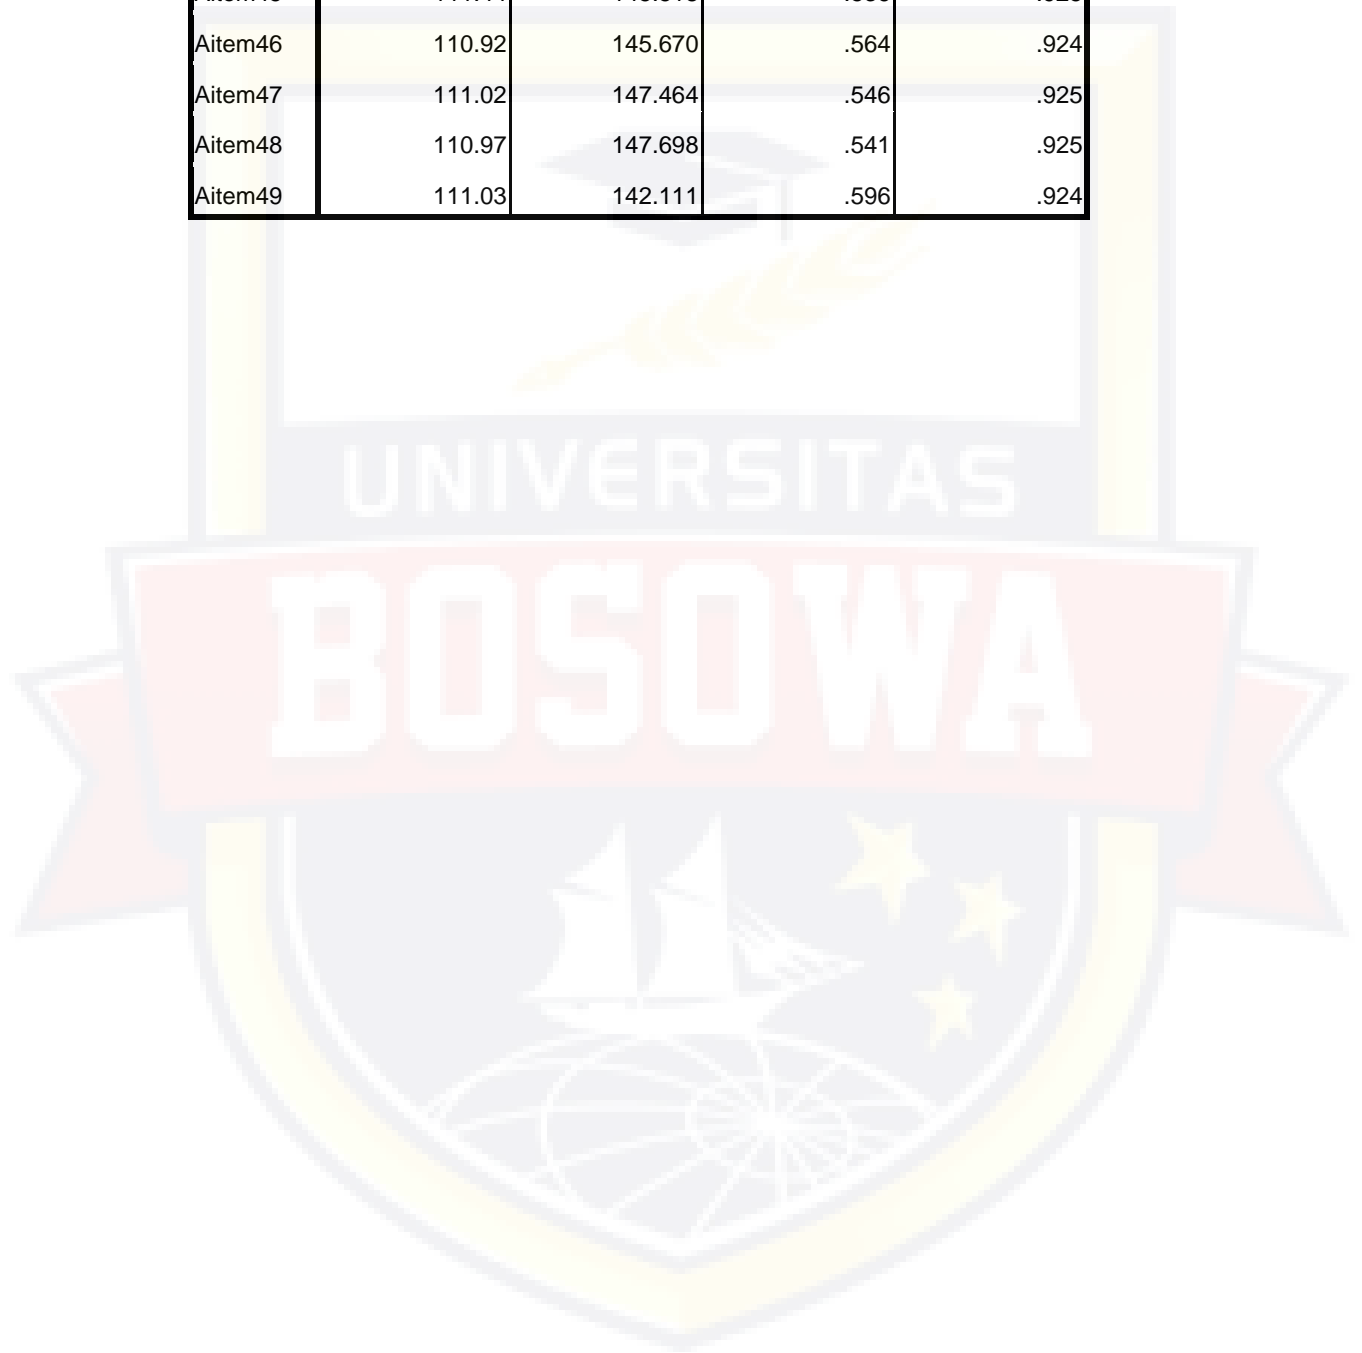 Aitem46 110.92 145.670 .564 .924
Aitem47 111.02 147.464 .546 .925
Aitem48 110.97 147.698 .541 .925
Aitem49 111.03 142.111 .596 .924
UNIVERSITAS
BOSOWA